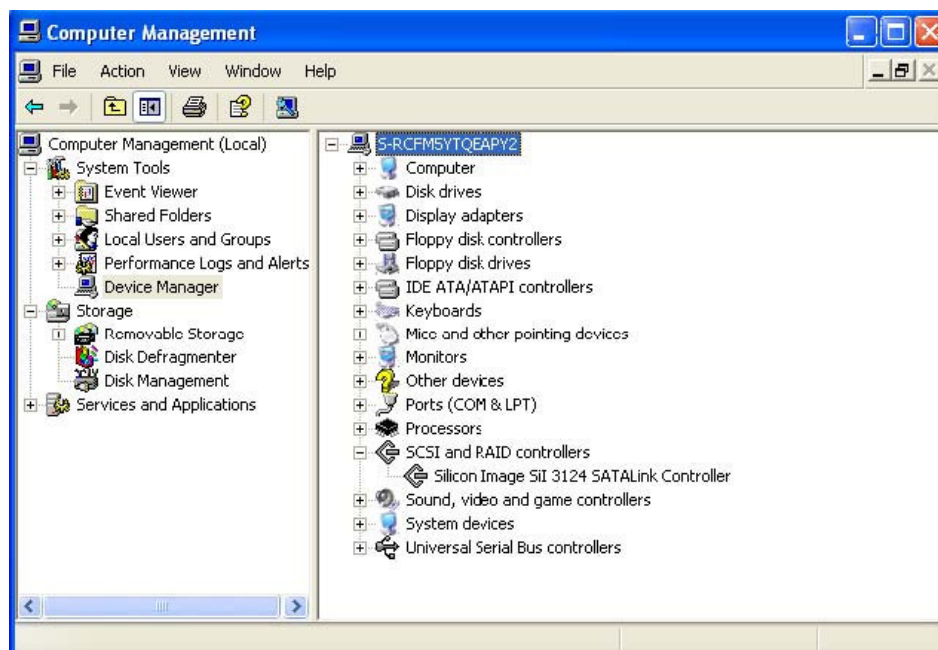 Computer Management
File Action View Window Help
Computer Management (Local)
System Tools
Event Viewer
Shared Folders
Local Users and Groups
Performance Logs and Alerts
Device Manager
Storage
Removable Storage
Disk Defragmenter
Disk Management
Services and Applications
S-RCFM5YTQEAPY2
Computer
Disk drives
Display adapters
Floppy disk controllers
Floppy disk drives
IDE ATA/ATAPI controllers
Keyboards
Mice and other pointing devices
Monitors
Other devices
Ports (COM & LPT)
Processors
SCSI and RAID controllers
Silicon Image SiI 3124 SATALink Controller
Sound, video and game controllers
System devices
Universal Serial Bus controllers